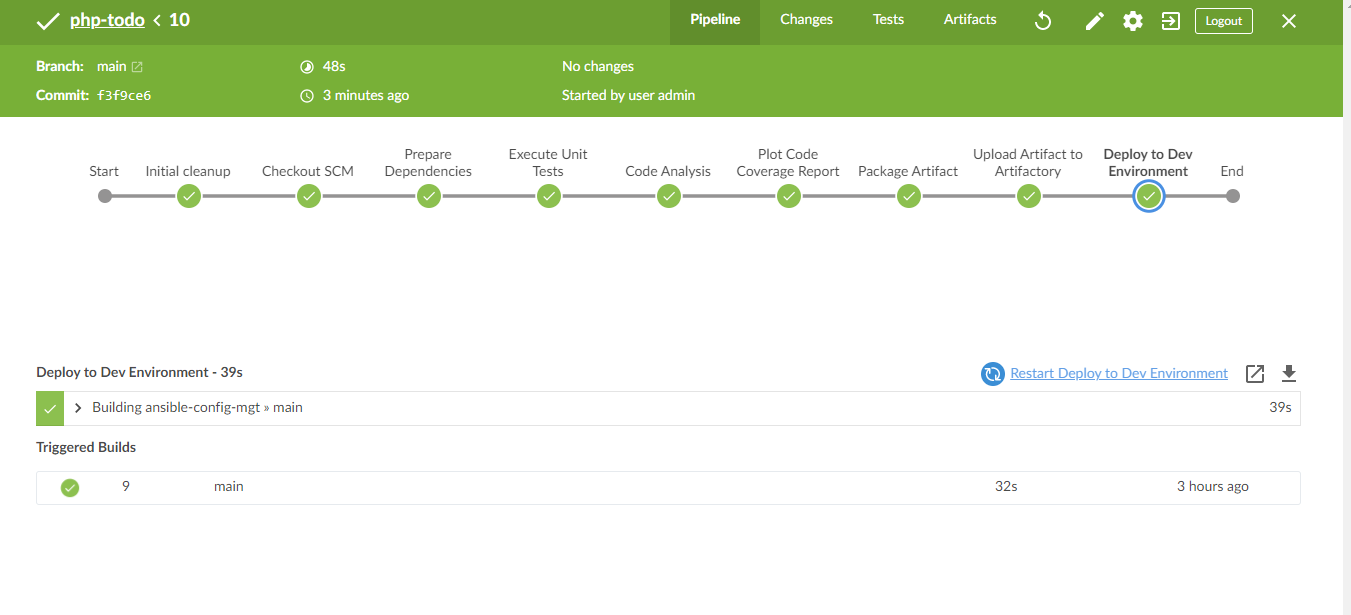 php-todo < 10
Pipeline Changes Tests Artifacts Logout
Branch: main 48s No changes
Commit: f3f9ce6 3 minutes ago Started by user admin
Start
Initial cleanup
Checkout SCM
Prepare
Dependencies
Execute Unit
Tests
Code Analysis
Plot Code
Coverage Report
Package Artifact
Upload Artifact to
Artifactory
Deploy to Dev
Environment
End
Deploy to Dev Environment - 39s Restart Deploy to Dev Environment
Building ansible-config-mgt » main 39s
Triggered Builds
9 main 32s 3 hours ago